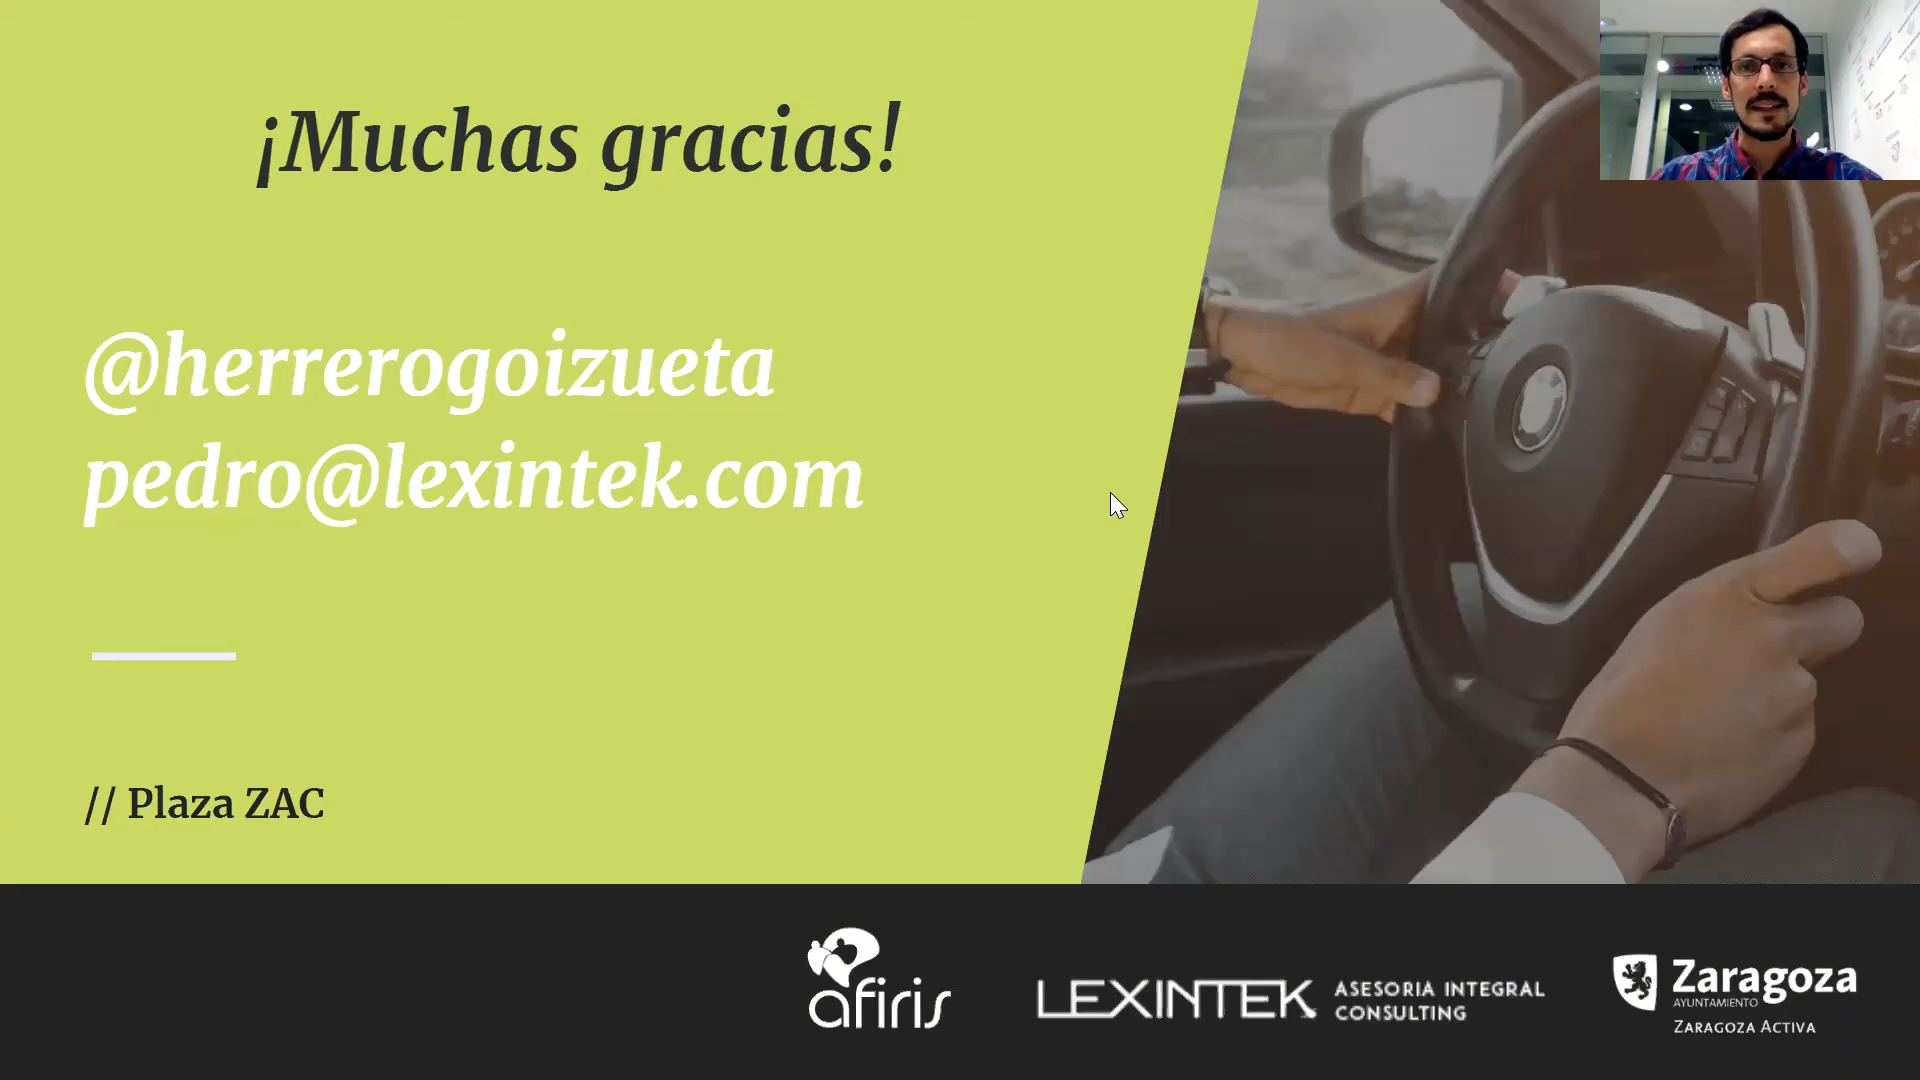 ¡Muchas gracias!
@herrerogoizueta
pedro@lexintek.com
// Plaza ZAC
afiris
LEXINTEK
ASESORIA INTEGRAL
CONSULTING
Zaragoza
AYUNTAMIENTO
ZARAGOZA ACTIVA